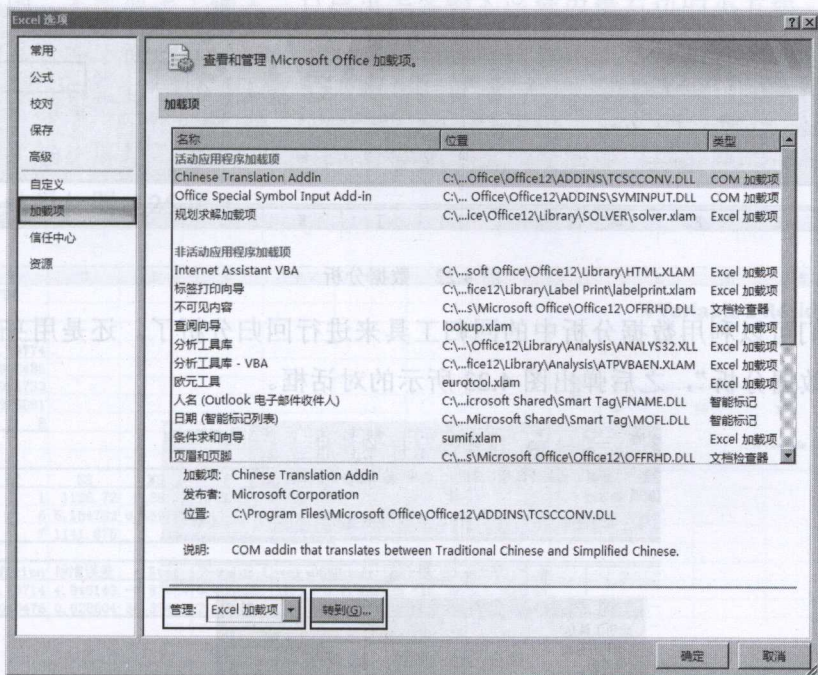 Excel 选项
常用
公式
校对
保存
高级
自定义
加载项
信任中心
资源
查看和管理 Microsoft Office 加载项。
加载项
名称 位置 类型
活动应用程序加载项
Chinese Translation Addin C:\...Office\Office12\ADDINS\TCSCCONV.DLL COM 加载项
Office Special Symbol Input Add-in C:\... Office\Office12\ADDINS\SYMINPUT.DLL COM 加载项
规划求解加载项 C:\...ice\Office12\Library\SOLVER\solver.xlam Excel 加载项
非活动应用程序加载项
Internet Assistant VBA C:\...soft Office\Office12\Library\HTML.XLAM Excel 加载项
标签打印向导 C:\...fice12\Library\Label Print\labelprint.xlam Excel 加载项
不可见内容 C:\...s\Microsoft Office\Office12\OFFRHD.DLL 文档检查器
查阅向导 lookup.xlam Excel 加载项
分析工具库 C:\...\Office12\Library\Analysis\ANALYS32.XLL Excel 加载项
分析工具库 - VBA C:\...fice12\Library\Analysis\ATPVBAEN.XLAM Excel 加载项
欧元工具 eurotool.xlam Excel 加载项
人名 (Outlook 电子邮件收件人) C:\...icrosoft Shared\Smart Tag\FNAME.DLL 智能标记
日期 (智能标记列表) C:\...Microsoft Shared\Smart Tag\MOFL.DLL 智能标记
条件求和向导 sumif.xlam Excel 加载项
页眉和页脚 C:\...s\Microsoft Office\Office12\OFFRHD.DLL 文档检查器
加载项: Chinese Translation Addin
发布者: Microsoft Corporation
位置: C:\Program Files\Microsoft Office\Office12\ADDINS\TCSCCONV.DLL
说明: COM addin that translates between Traditional Chinese and Simplified Chinese.
管理: Excel 加载项 转到(G)...
确定 取消